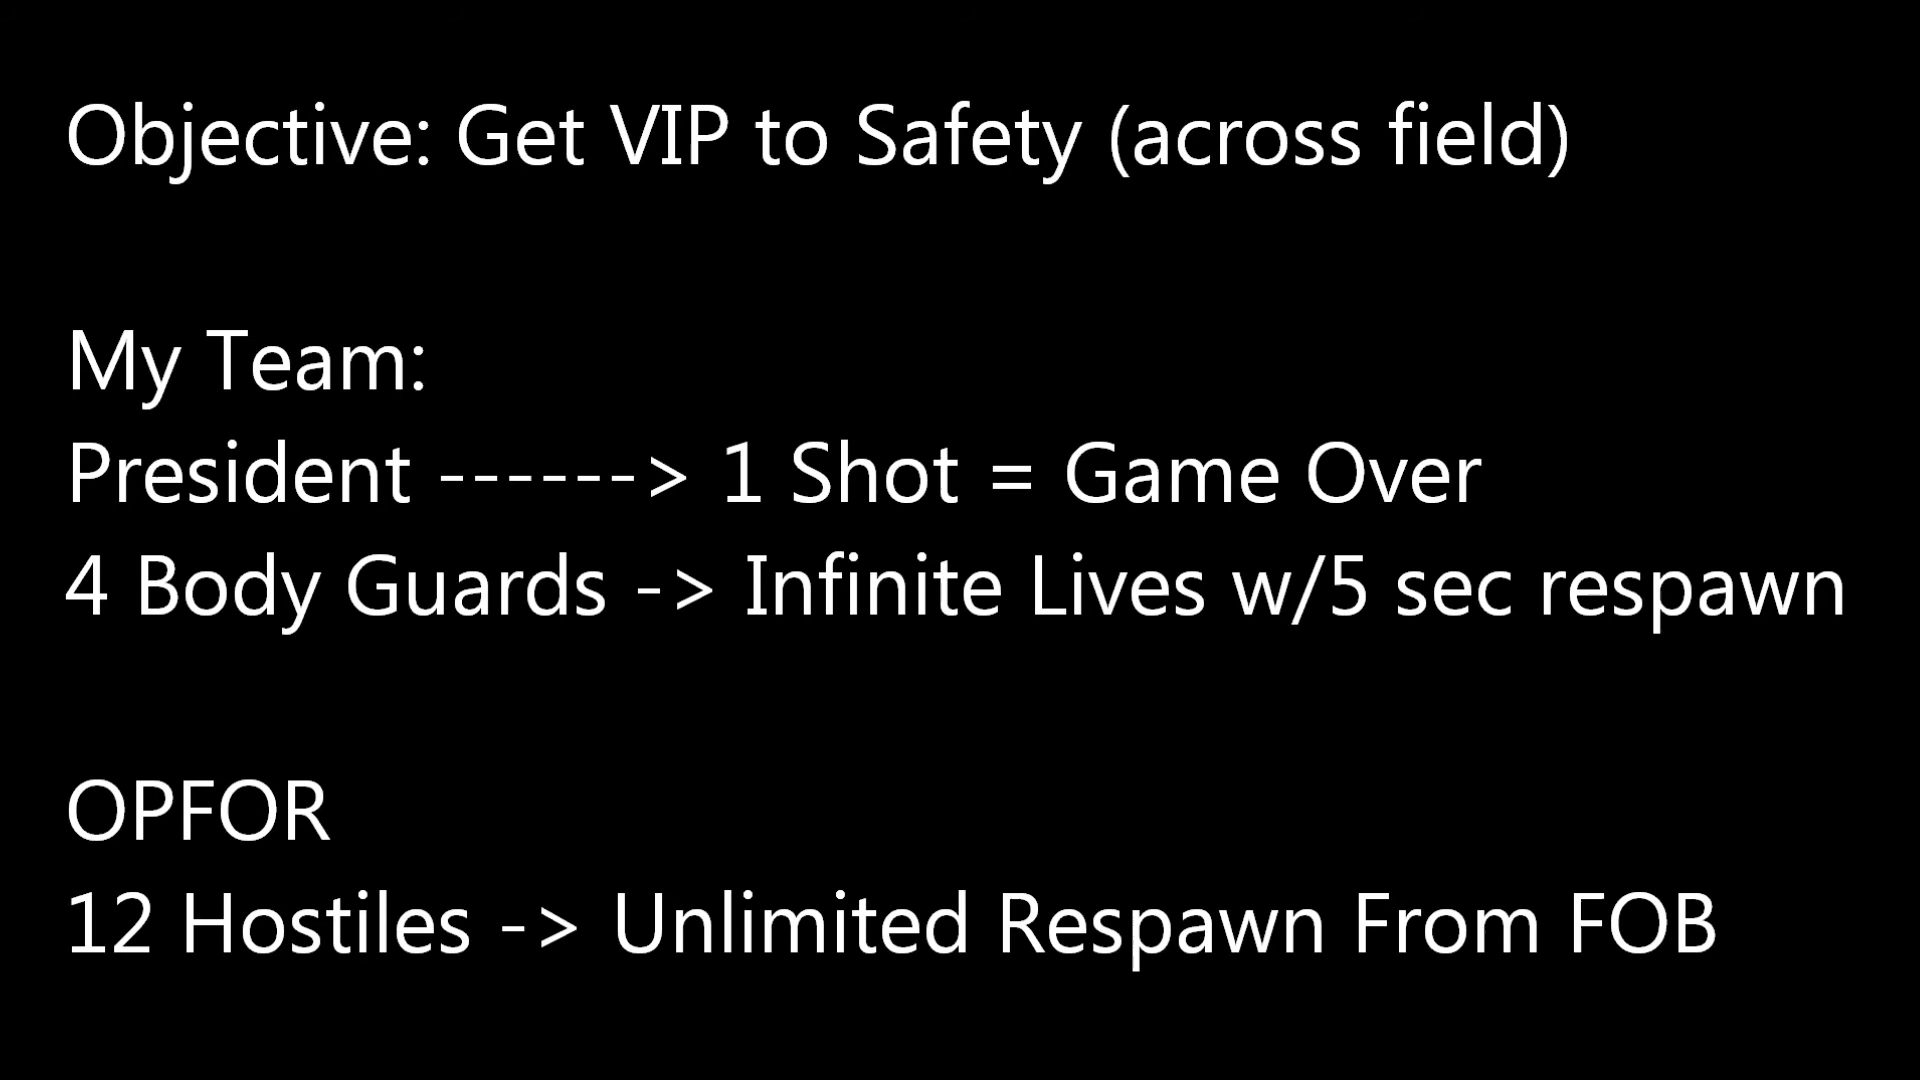 Objective: Get VIP to Safety (across field)
My Team:
President ------> 1 Shot = Game Over
4 Body Guards -> Infinite Lives w/5 sec respawn
OPFOR
12 Hostiles -> Unlimited Respawn From FOB